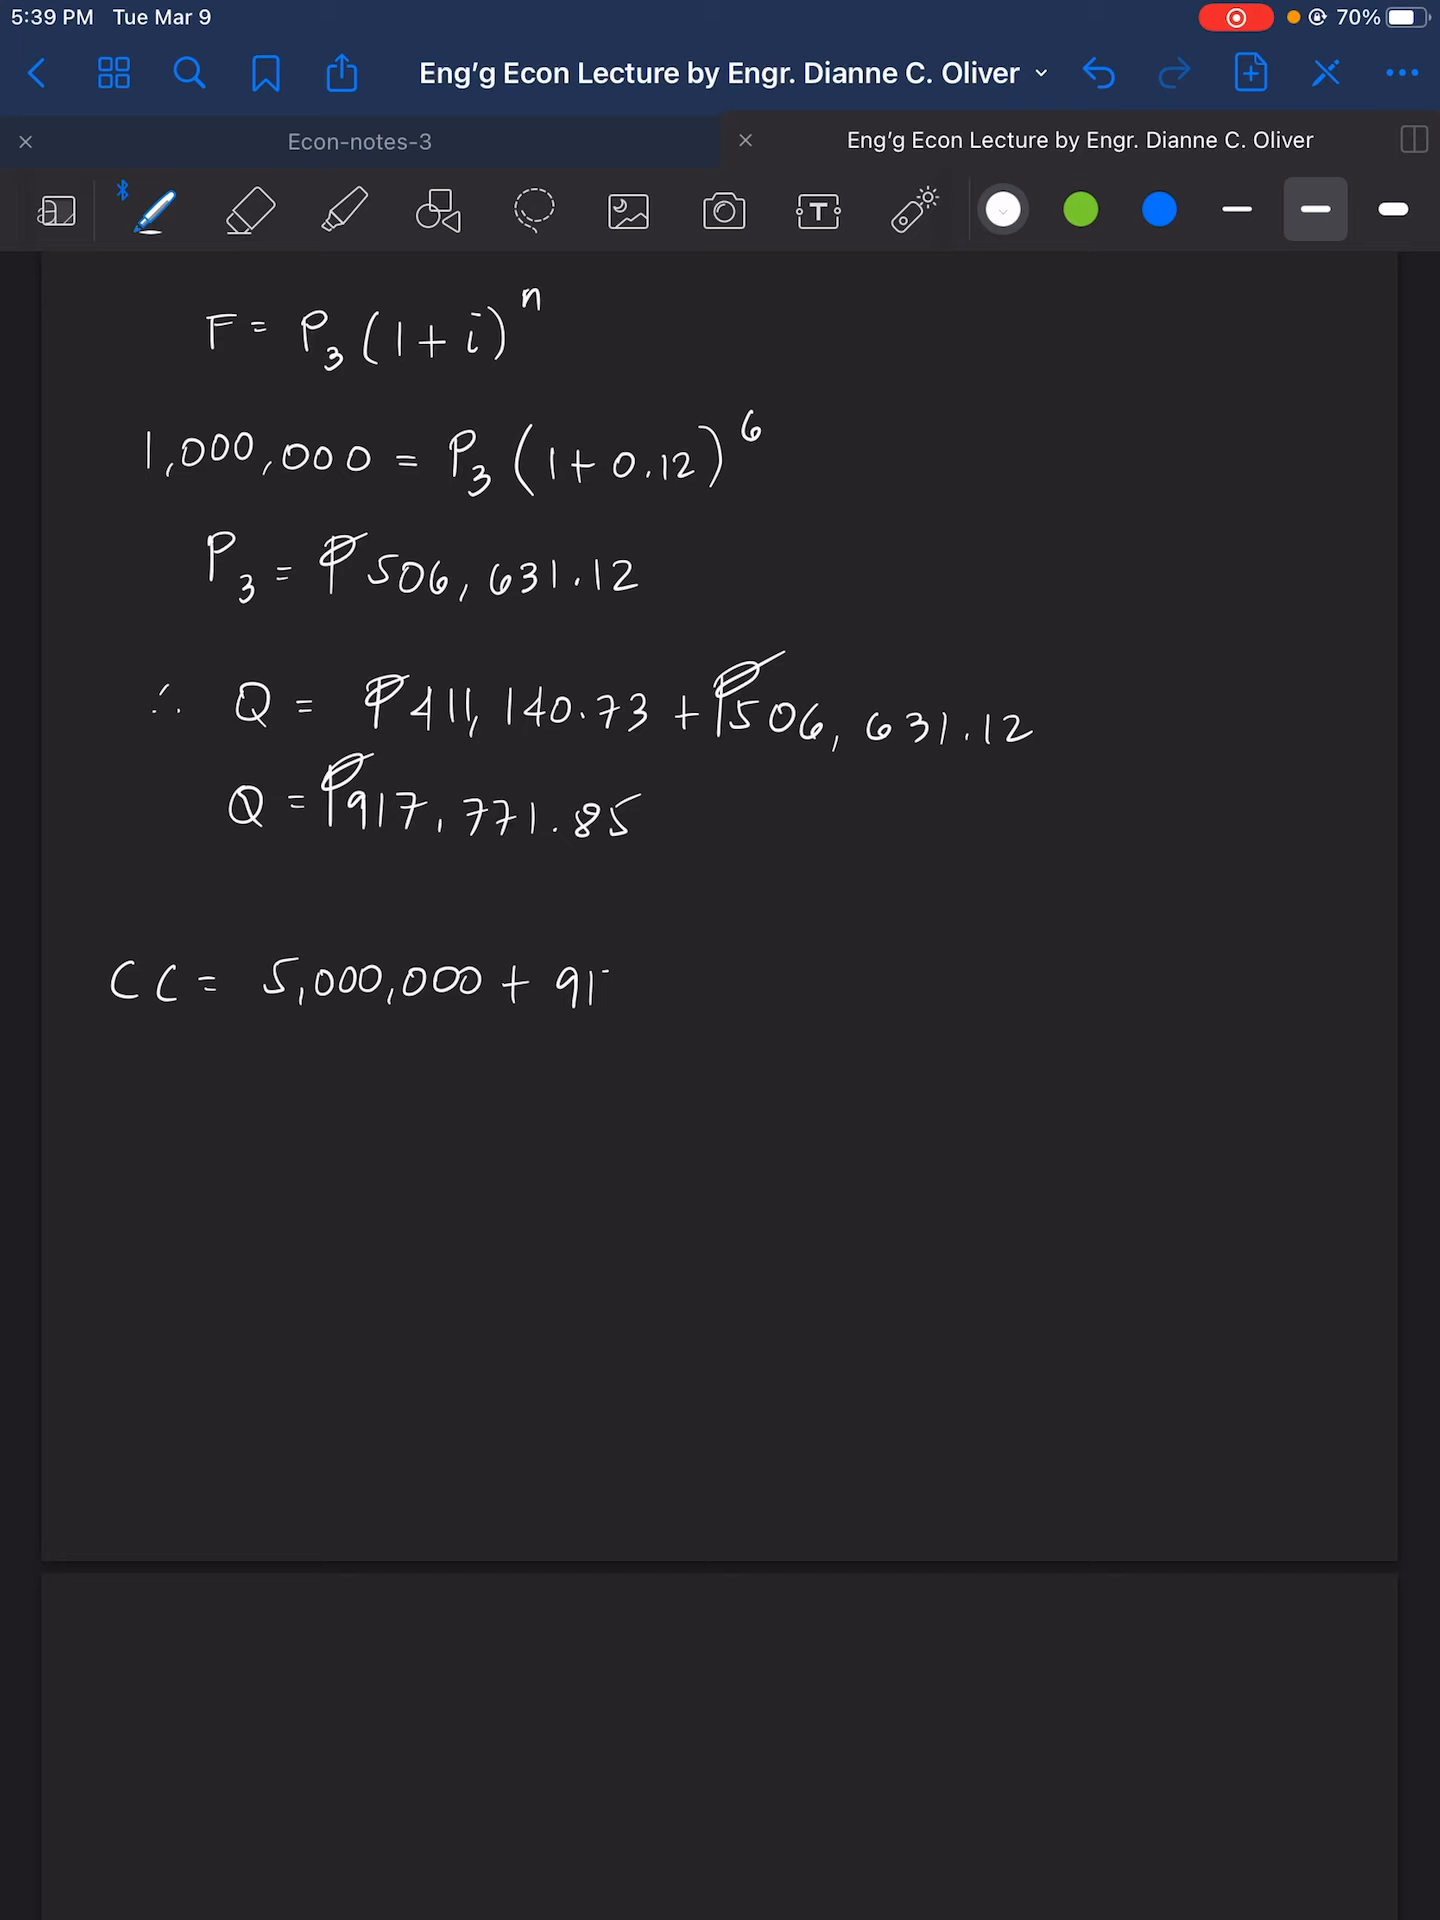 5:39 PM Tue Mar 9 70%
Eng'g Econ Lecture by Engr. Dianne C. Oliver
Econ-notes-3 Eng'g Econ Lecture by Engr. Dianne C. Oliver
F = P₃ (1 + i)ⁿ
1,000,000 = P₃ (1 + 0.12)⁶
P₃ = ₱506,631.12
∴ Q = ₱411,140.73 + ₱506,631.12
Q = ₱917,771.85
CC = 5,000,000 + 91